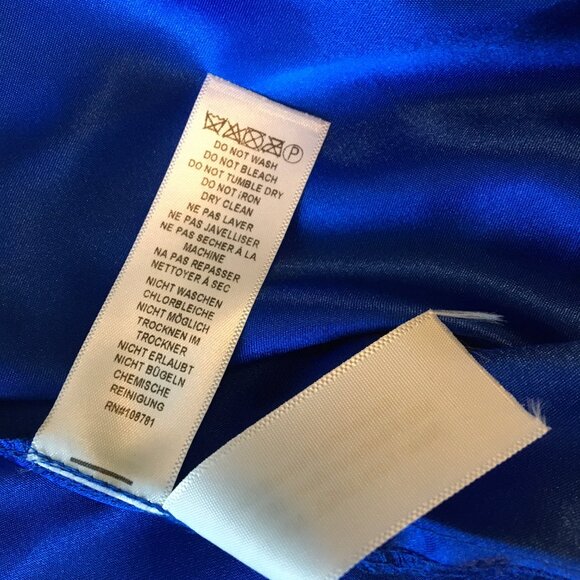 P
DO NOT WASH
DO NOT BLEACH
DO NOT TUMBLE DRY
DO NOT IRON
DRY CLEAN
NE PAS LAVER
NE PAS JAVELLISER
NE PAS SECHER À LA
MACHINE
NA PAS REPASSER
NETTOYER À SEC
NICHT WASCHEN
CHLORBLEICHE
NICHT MÖGLICH
TROCKNEN IM
TROCKNER
NICHT ERLAUBT
NICHT BÜGELN
CHEMISCHE
REINIGUNG
RN#108781